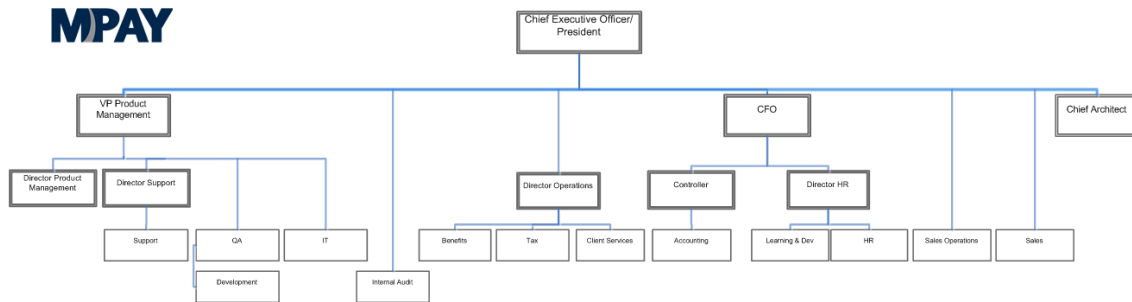 MPAY
Chief Executive Officer/
President
VP Product
Management
CFO
Chief Architect
Director Product
Management
Director Support
Director Operations
Controller
Director HR
Support
QA
IT
Benefits
Tax
Client Services
Accounting
Learning & Dev
HR
Sales Operations
Sales
Development
Internal Audit